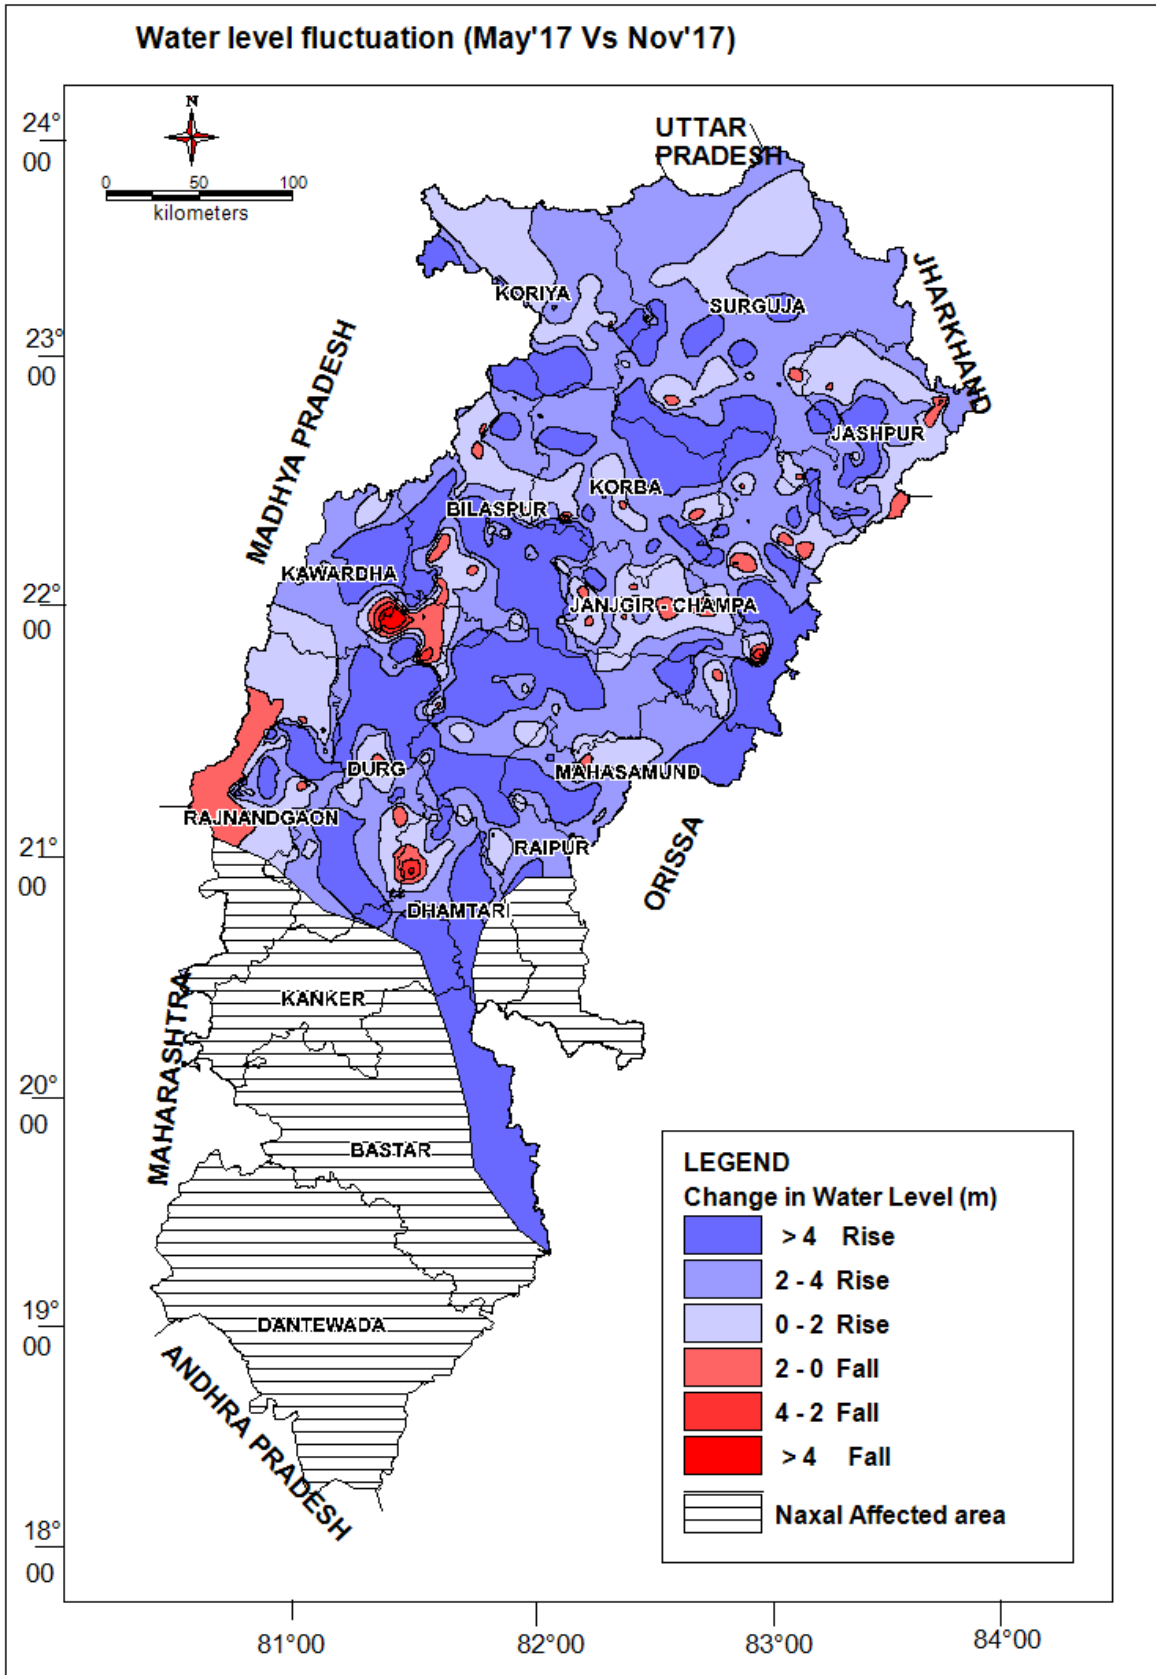 Water level fluctuation (May'17 Vs Nov'17)
N
0 50 100
kilometers
24°
00
23°
00
22°
00
21°
00
20°
00
19°
00
18°
00
UTTAR
PRADESH
JHARKHAND
MADHYA PRADESH
ORISSA
MAHARASHTRA
ANDHRA PRADESH
KORIYA
SURGUJA
JASHPUR
KORBA
BILASPUR
KAWARDHA
JANJGIR - CHAMPA
DURG
MAHASAMUND
RAJNANDGAON
RAIPUR
DHAMTARI
KANKER
BASTAR
DANTEWADA
LEGEND
Change in Water Level (m)
> 4 Rise
2 - 4 Rise
0 - 2 Rise
2 - 0 Fall
4 - 2 Fall
> 4 Fall
Naxal Affected area
81°00 82°00 83°00 84°00